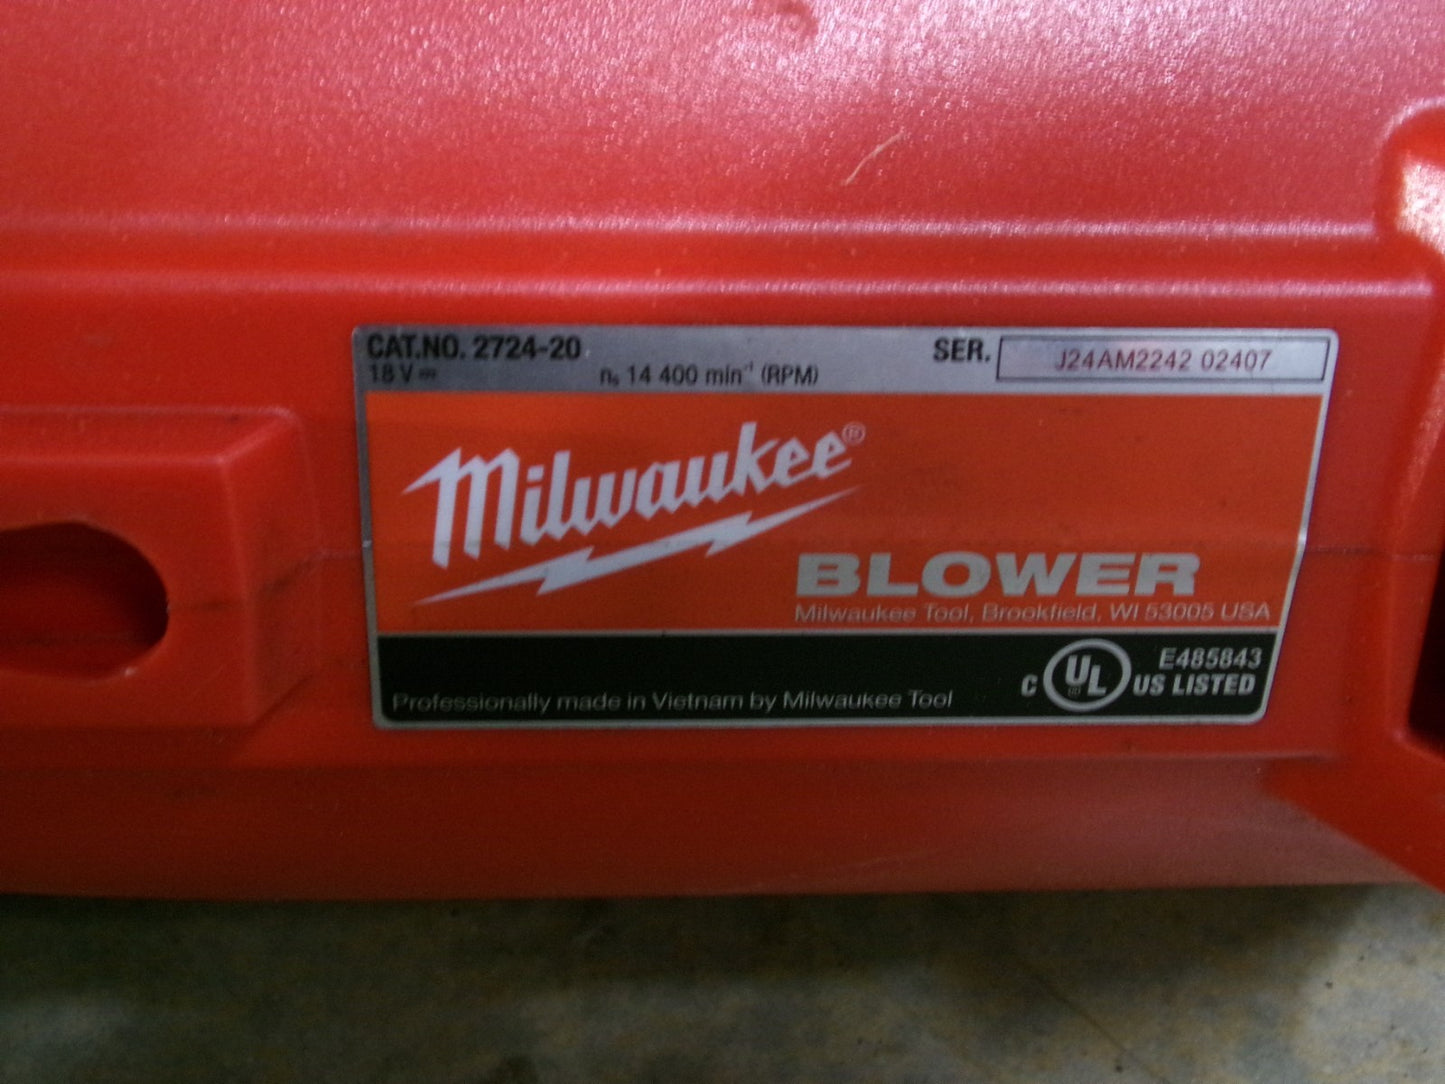 CAT.NO. 2724-20 SER. J24AM2242 02407
18 V ⎓ n₀ 14 400 min⁻¹ (RPM)
Milwaukee®
BLOWER
Milwaukee Tool, Brookfield, WI 53005 USA
E485843
C UL US LISTED
Professionally made in Vietnam by Milwaukee Tool